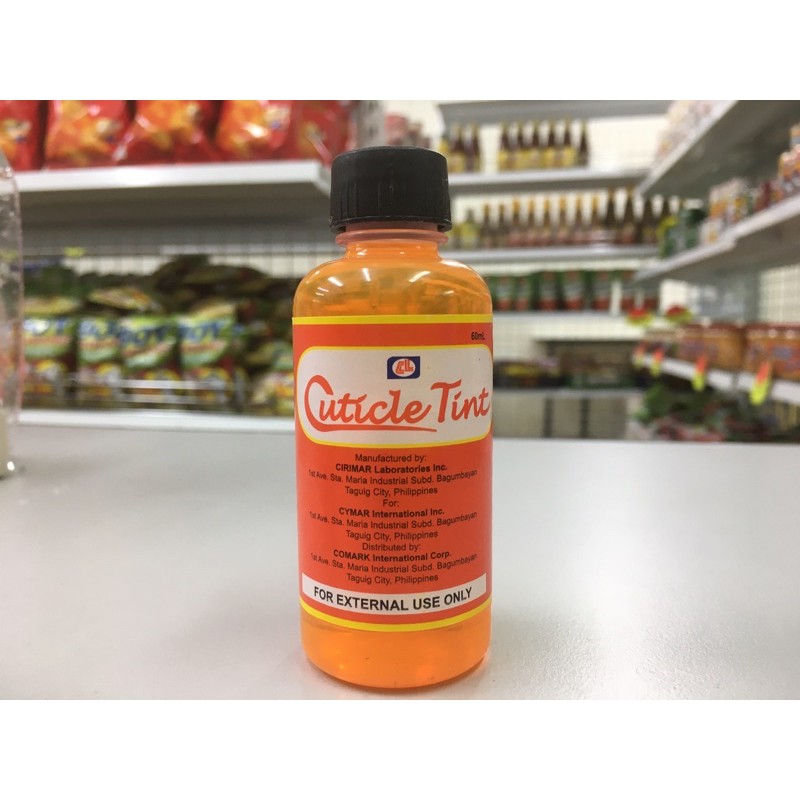 60mL
CLL
Cuticle Tint
Manufactured by:
CIRIMAR Laboratories Inc.
1st Ave. Sta. Maria Industrial Subd. Bagumbayan
Taguig City, Philippines
For:
CYMAR International Inc.
1st Ave. Sta. Maria Industrial Subd. Bagumbayan
Taguig City, Philippines
Distributed by:
COMARK International Corp.
1st Ave. Sta. Maria Industrial Subd. Bagumbayan
Taguig City, Philippines
FOR EXTERNAL USE ONLY